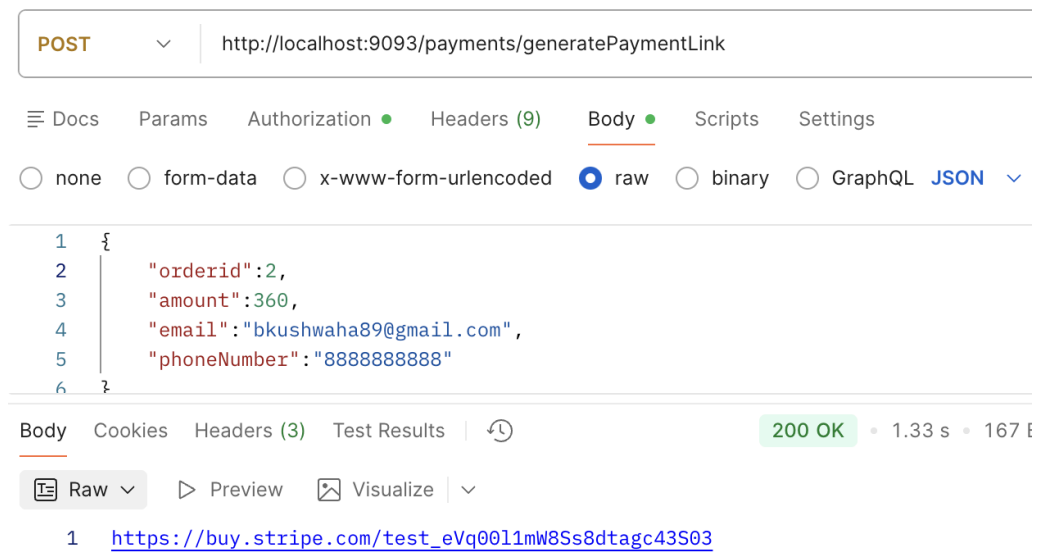 POST http://localhost:9093/payments/generatePaymentLink
Docs Params Authorization Headers (9) Body Scripts Settings
none form-data x-www-form-urlencoded raw binary GraphQL JSON
1 {
2 "orderid":2,
3 "amount":360,
4 "email":"bkushwaha89@gmail.com",
5 "phoneNumber":"8888888888"
6 }
Body Cookies Headers (3) Test Results 200 OK 1.33 s 167
Raw Preview Visualize
1 https://buy.stripe.com/test_eVq00l1mW8Ss8dtagc43S03